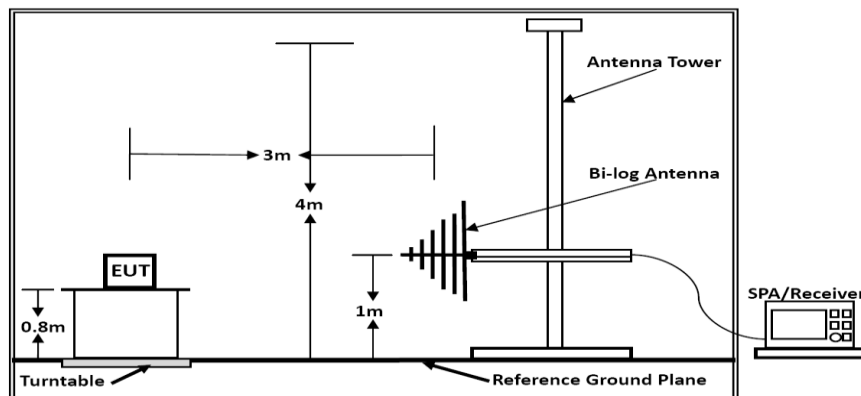 Antenna Tower
3m
Bi-log Antenna
4m
EUT
SPA/Receiver
0.8m
1m
Turntable
Reference Ground Plane